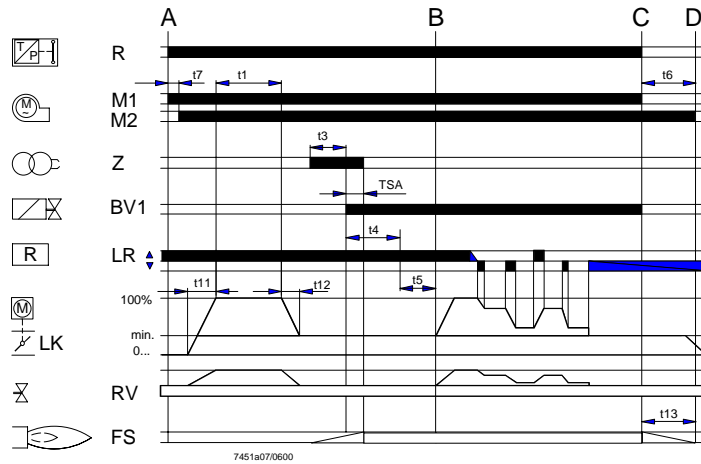 A B C D
T P R
t7 t1 t6
M ~ M1
M2
t3
Z
TSA
BV1
t4
R LR
t11 t12 t5
100%
M
min.
LK
0...
RV
t13
FS
7451a07/0600